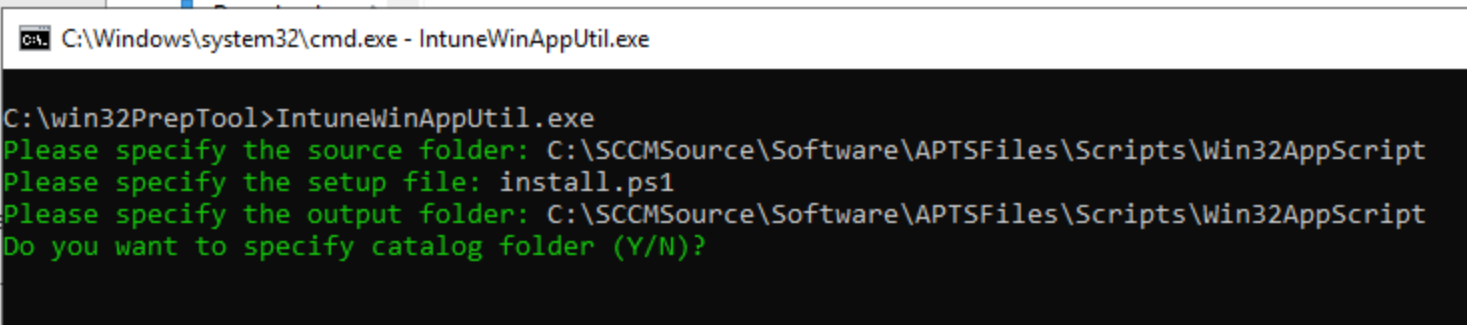 C:\Windows\system32\cmd.exe - IntuneWinAppUtil.exe
C:\win32PrepTool>IntuneWinAppUtil.exe
Please specify the source folder: C:\SCCMSource\Software\APTSFiles\Scripts\Win32AppScript
Please specify the setup file: install.ps1
Please specify the output folder: C:\SCCMSource\Software\APTSFiles\Scripts\Win32AppScript
Do you want to specify catalog folder (Y/N)?